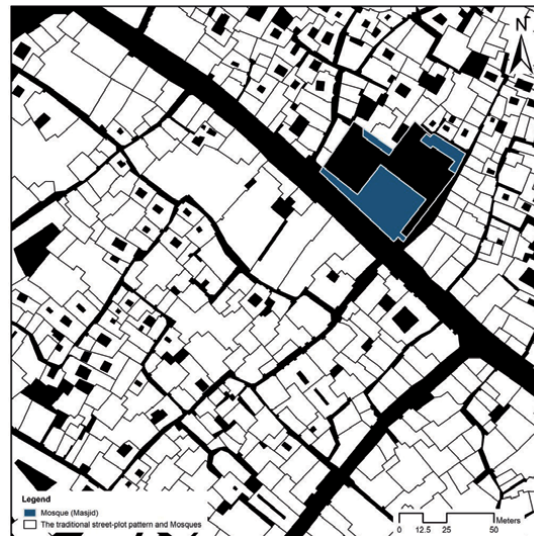 N
Legend
Mosque (Masjid)
The traditional street-plot pattern and Mosques
Meters
0 12.5 25 50